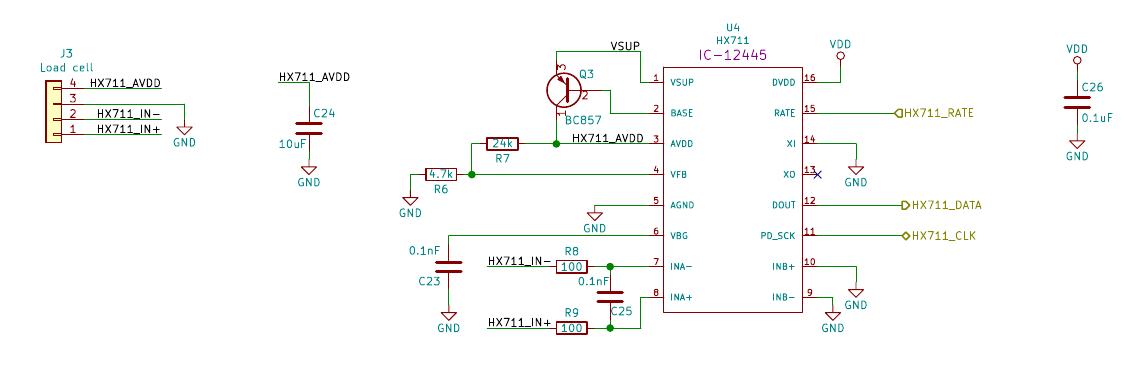 J3
Load cell
4 HX711_AVDD
3
2 HX711_IN-
1 HX711_IN+
GND
HX711_AVDD
C24
10uF
GND
VSUP
3
Q3
2
1
BC857
HX711_AVDD
24k
R7
4.7k
R6
GND
GND
0.1nF
C23
GND
HX711_IN-
R8
100
0.1nF
C25
HX711_IN+
R9
100
U4
HX711
IC-12445
1 VSUP
2 BASE
3 AVDD
4 VFB
5 AGND
6 VBG
7 INA-
8 INA+
DVDD 16
RATE 15
XI 14
XO 13
DOUT 12
PD_SCK 11
INB+ 10
INB- 9
VDD
HX711_RATE
GND
HX711_DATA
HX711_CLK
GND
GND
VDD
C26
0.1uF
GND